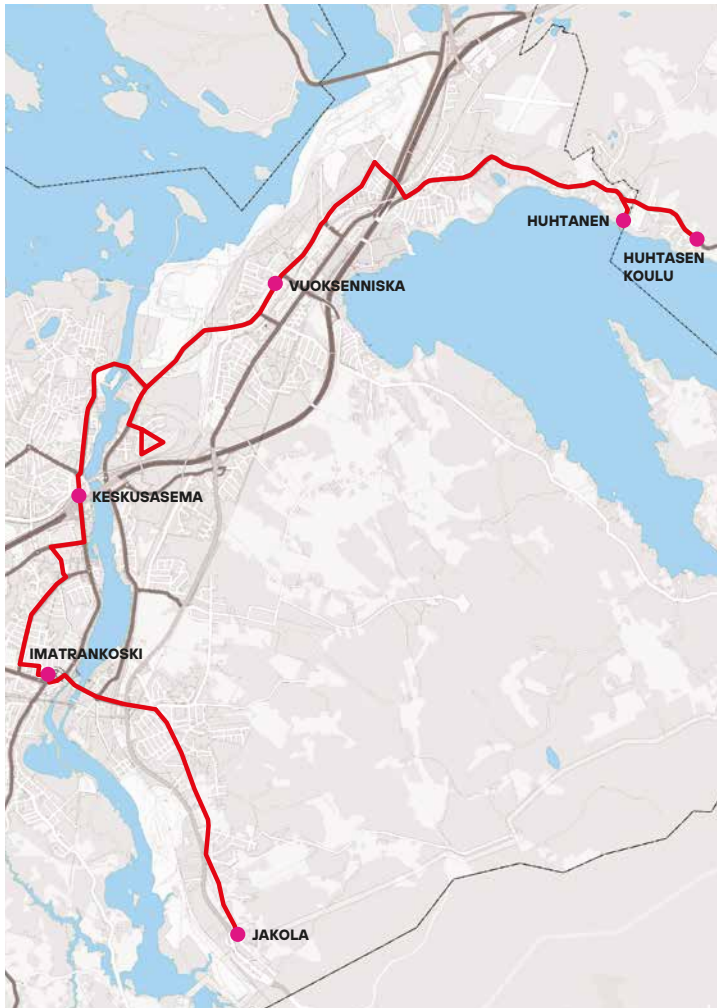 HUHTANEN
HUHTASEN
KOULU
VUOKSENNISKA
KESKUSASEMA
IMATRANKOSKI
JAKOLA